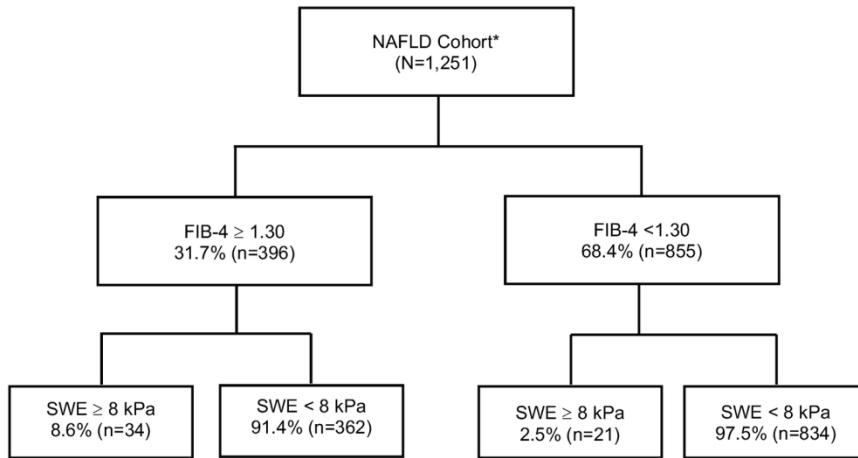 NAFLD Cohort*
(N=1,251)
FIB-4 ≥ 1.30
31.7% (n=396)
FIB-4 <1.30
68.4% (n=855)
SWE ≥ 8 kPa
8.6% (n=34)
SWE < 8 kPa
91.4% (n=362)
SWE ≥ 8 kPa
2.5% (n=21)
SWE < 8 kPa
97.5% (n=834)